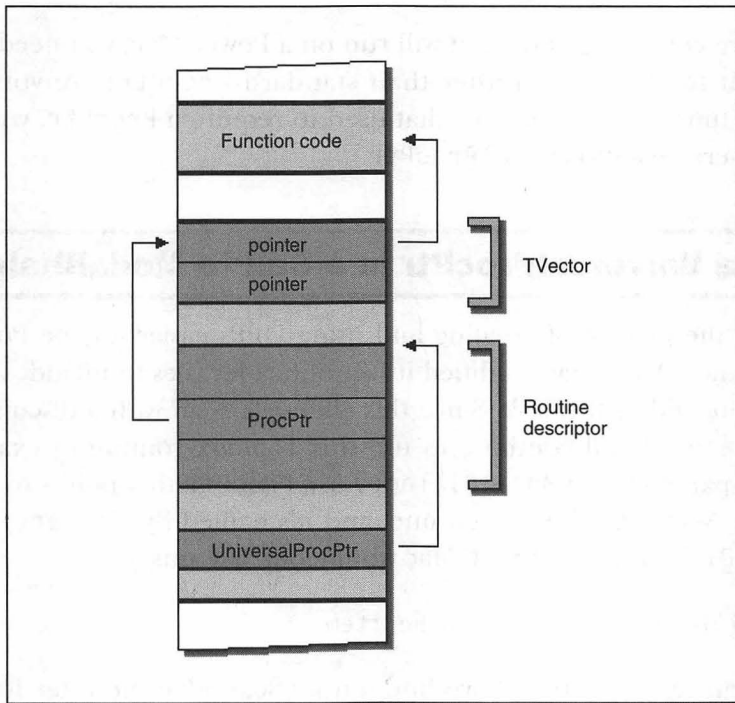 Function code
pointer
pointer
TVector
ProcPtr
Routine
descriptor
UniversalProcPtr